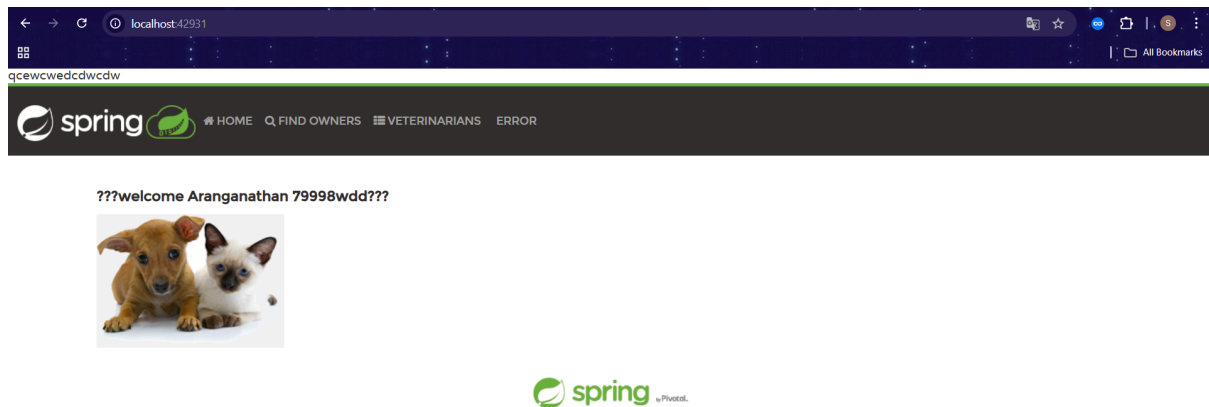 localhost:42931
S
All Bookmarks
qcewcwedcdwcdw
spring HOME FIND OWNERS VETERINARIANS ERROR
???welcome Aranganathan 79998wdd???
spring by Pivotal.